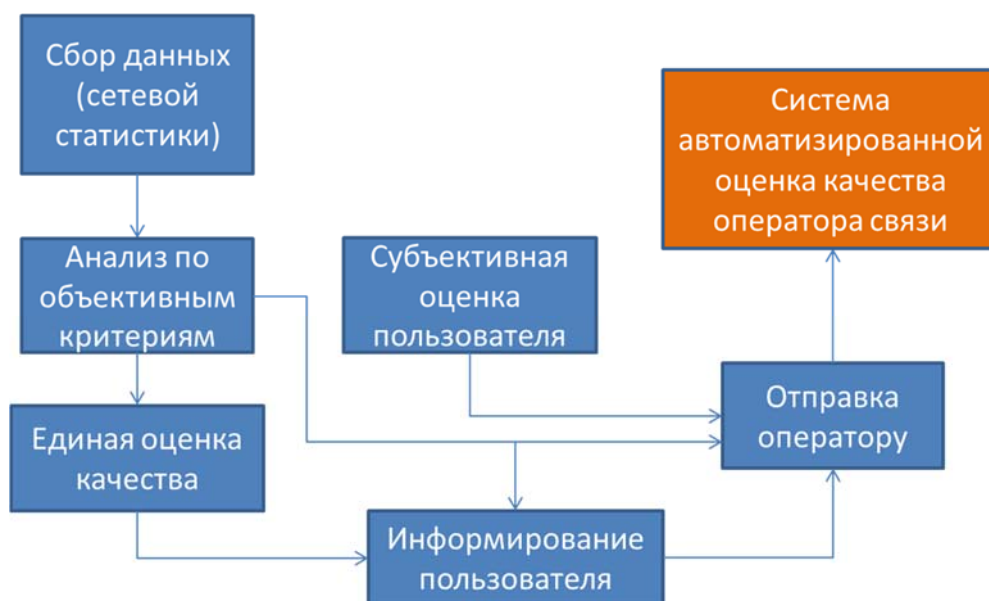 Сбор данных
(сетевой
статистики)
Система
автоматизированной
оценка качества
оператора связи
Анализ по
объективным
критериям
Субъективная
оценка
пользователя
Отправка
оператору
Единая оценка
качества
Информирование
пользователя